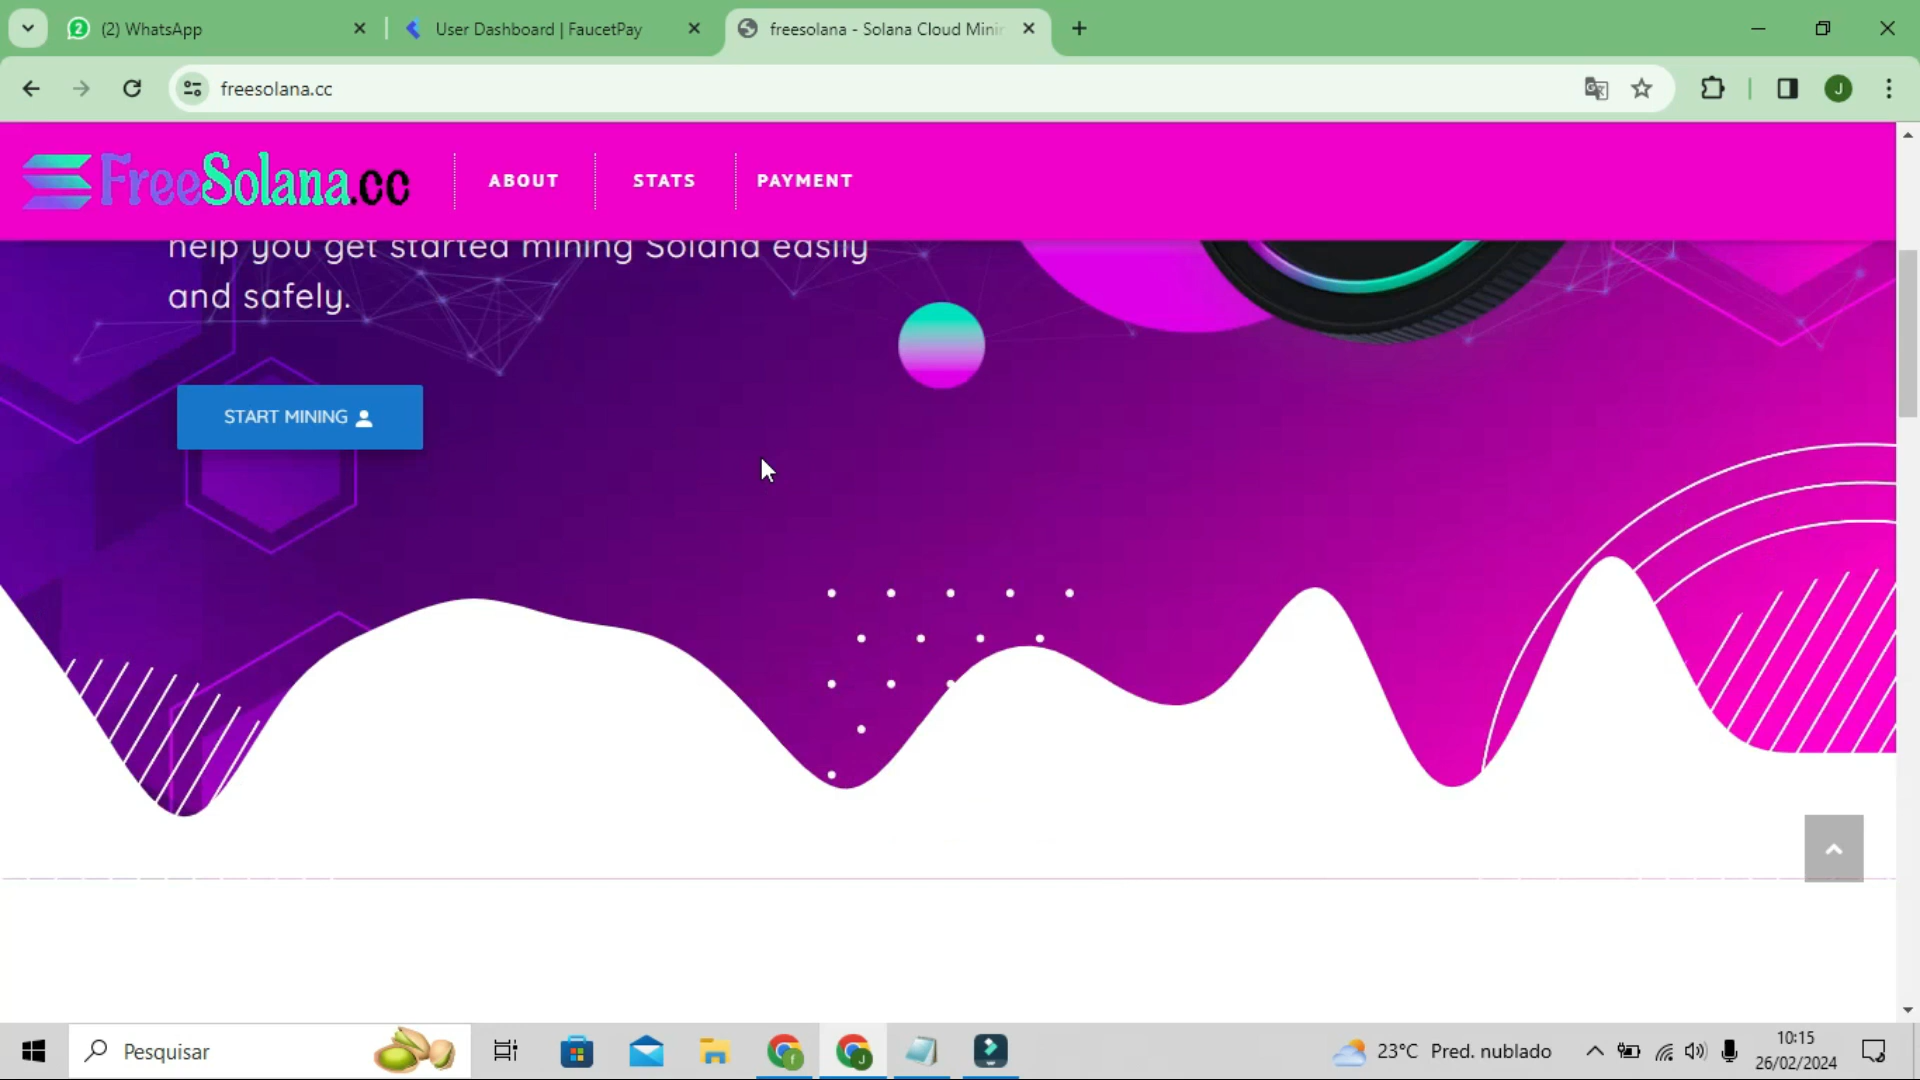 (2) WhatsApp
User Dashboard | FaucetPay
freesolana - Solana Cloud Minin
freesolana.cc
J
FreeSolana.cc
ABOUT
STATS
PAYMENT
help you get started mining Solana easily
and safely.
START MINING
Pesquisar
23°C Pred. nublado
10:15
26/02/2024